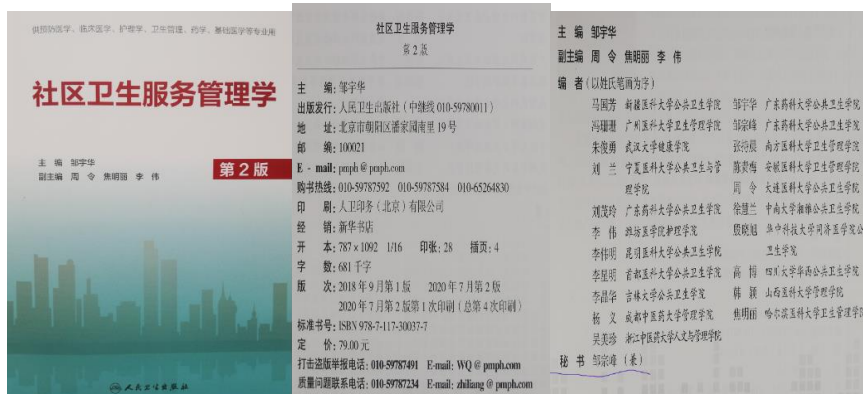 供预防医学、临床医学、护理学、卫生管理、药学、基础医学等专业用
社区卫生服务管理学
主 编 邹宇华
副主编 周 令 焦明丽 李 伟
第2版
人民卫生出版社
社区卫生服务管理学
第2版
主 编:邹宇华
出版发行:人民卫生出版社(中继线 010-59780011)
地 址:北京市朝阳区潘家园南里 19 号
邮 编:100021
E - mail:pmph @ pmph.com
购书热线:010-59787592 010-59787584 010-65264830
印 刷:人卫印务(北京)有限公司
经 销:新华书店
开 本:787×1092 1/16 印张:28 插页:4
字 数:681 千字
版 次:2018 年 9 月第 1 版 2020 年 7 月第 2 版
2020 年 7 月第 2 版第 1 次印刷(总第 4 次印刷)
标准书号:ISBN 978-7-117-30037-7
定 价:79.00 元
打击盗版举报电话:010-59787491 E-mail:WQ @ pmph.com
质量问题联系电话:010-59787234 E-mail:zhiliang @ pmph.com
主 编 邹宇华
副主编 周 令 焦明丽 李 伟
编 者(以姓氏笔画为序)
马国芳 新疆医科大学公共卫生学院
冯珊珊 广州医科大学卫生管理学院
朱俊勇 武汉大学健康学院
刘 兰 宁夏医科大学公共卫生与管
理学院
刘茂玲 广东药科大学公共卫生学院
李 伟 潍坊医学院护理学院
李伟明 昆明医科大学公共卫生学院
李星明 首都医科大学公共卫生学院
李晶华 吉林大学公共卫生学院
杨 义 成都中医药大学管理学院
吴美珍 浙江中医药大学人文与管理学院
邹宇华 广东药科大学公共卫生学院
邹宗峰 广东药科大学公共卫生学院
张持晨 南方医科大学卫生管理学院
陈贵梅 安徽医科大学卫生管理学院
周 令 大连医科大学公共卫生学院
徐慧兰 中南大学湘雅公共卫生学院
殷晓旭 华中科技大学同济医学院公
卫生学院
高 博 四川大学华西公共卫生学院
韩 颖 山西医科大学管理学院
焦明丽 哈尔滨医科大学卫生管理学
秘 书 邹宗峰(兼)